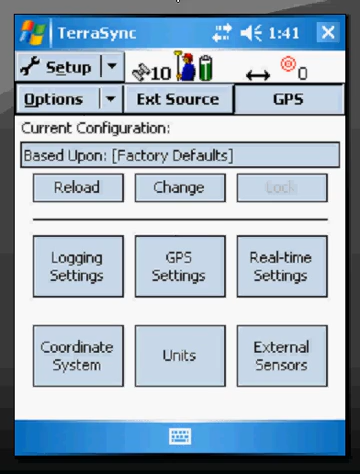 TerraSync 1:41
Setup 10 0
Options Ext Source GPS
Current Configuration:
Based Upon: [Factory Defaults]
Reload Change Lock
Logging Settings
GPS Settings
Real-time Settings
Coordinate System
Units
External Sensors